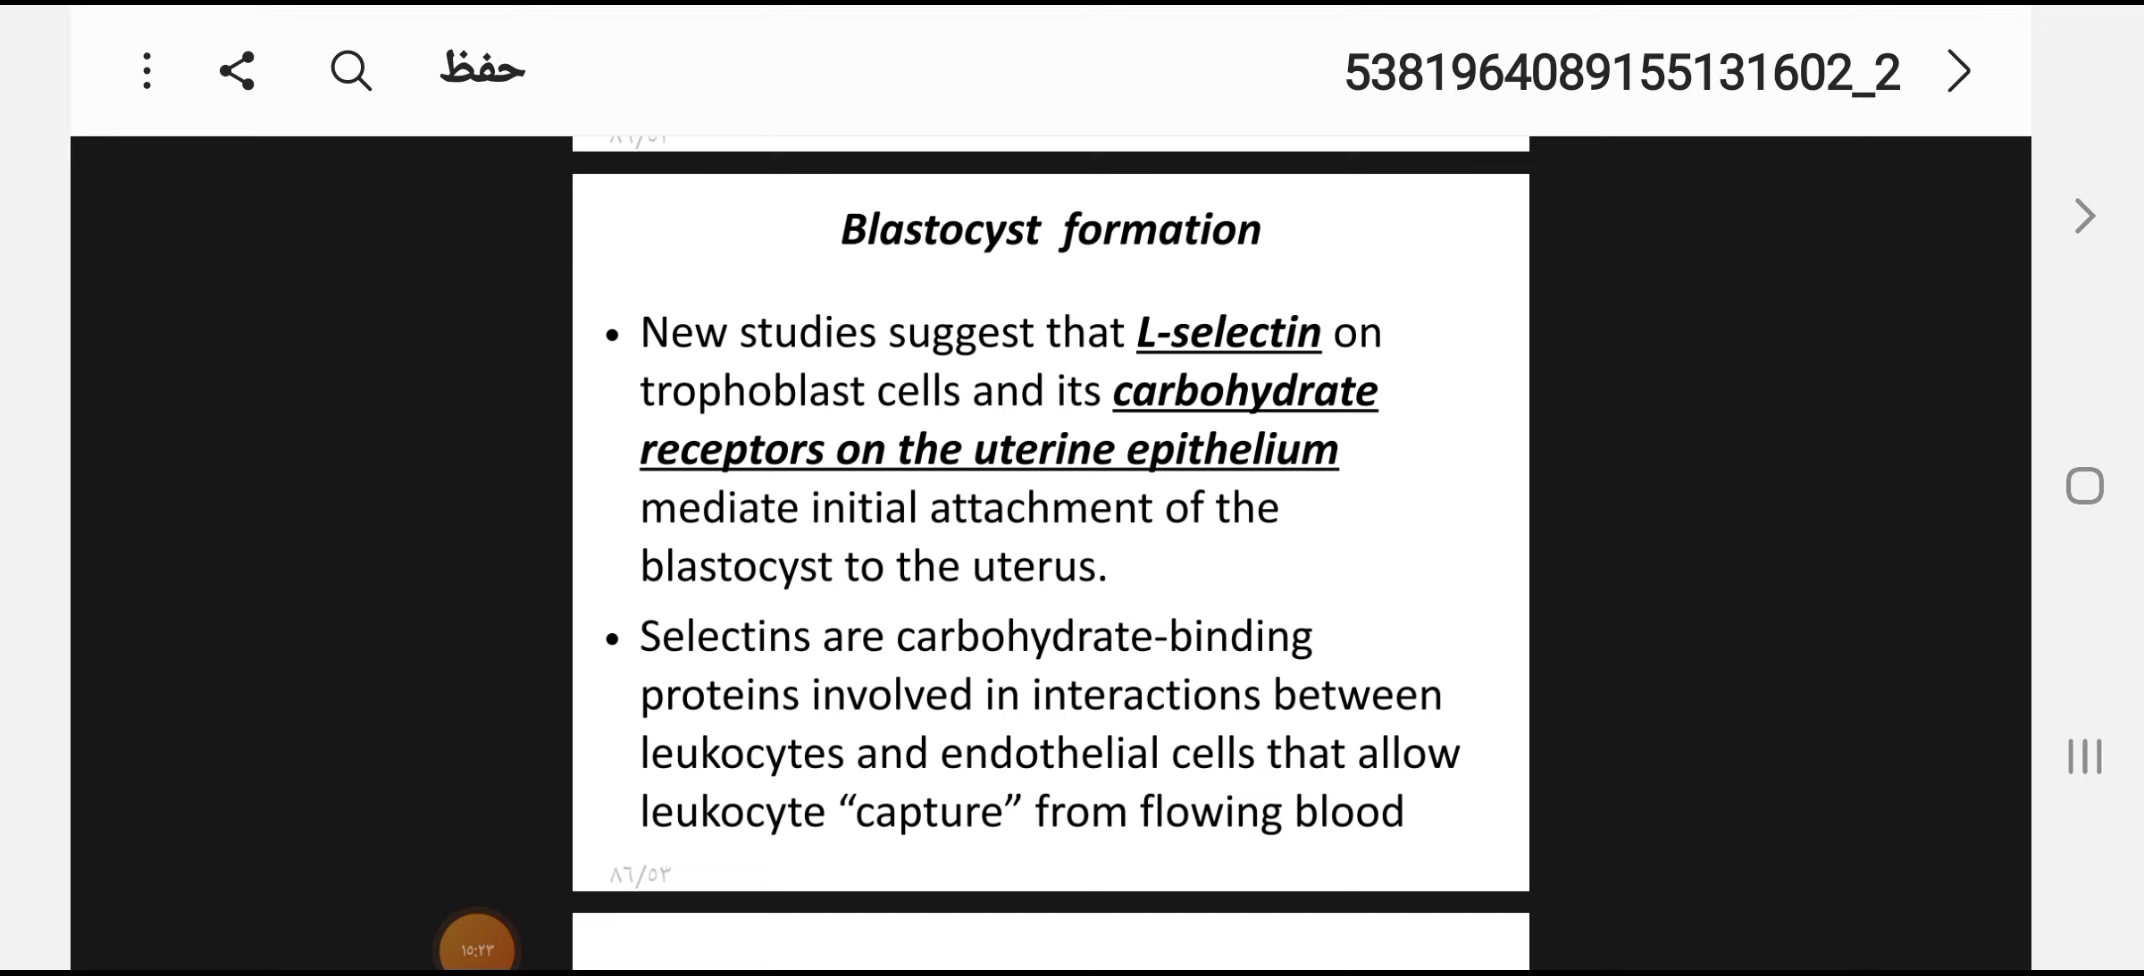 حفظ
5381964089155131602_2
Blastocyst formation
• New studies suggest that L-selectin on
trophoblast cells and its carbohydrate
receptors on the uterine epithelium
mediate initial attachment of the
blastocyst to the uterus.
• Selectins are carbohydrate-binding
proteins involved in interactions between
leukocytes and endothelial cells that allow
leukocyte “capture” from flowing blood
٨٦/٥٣
١٥:٢٣